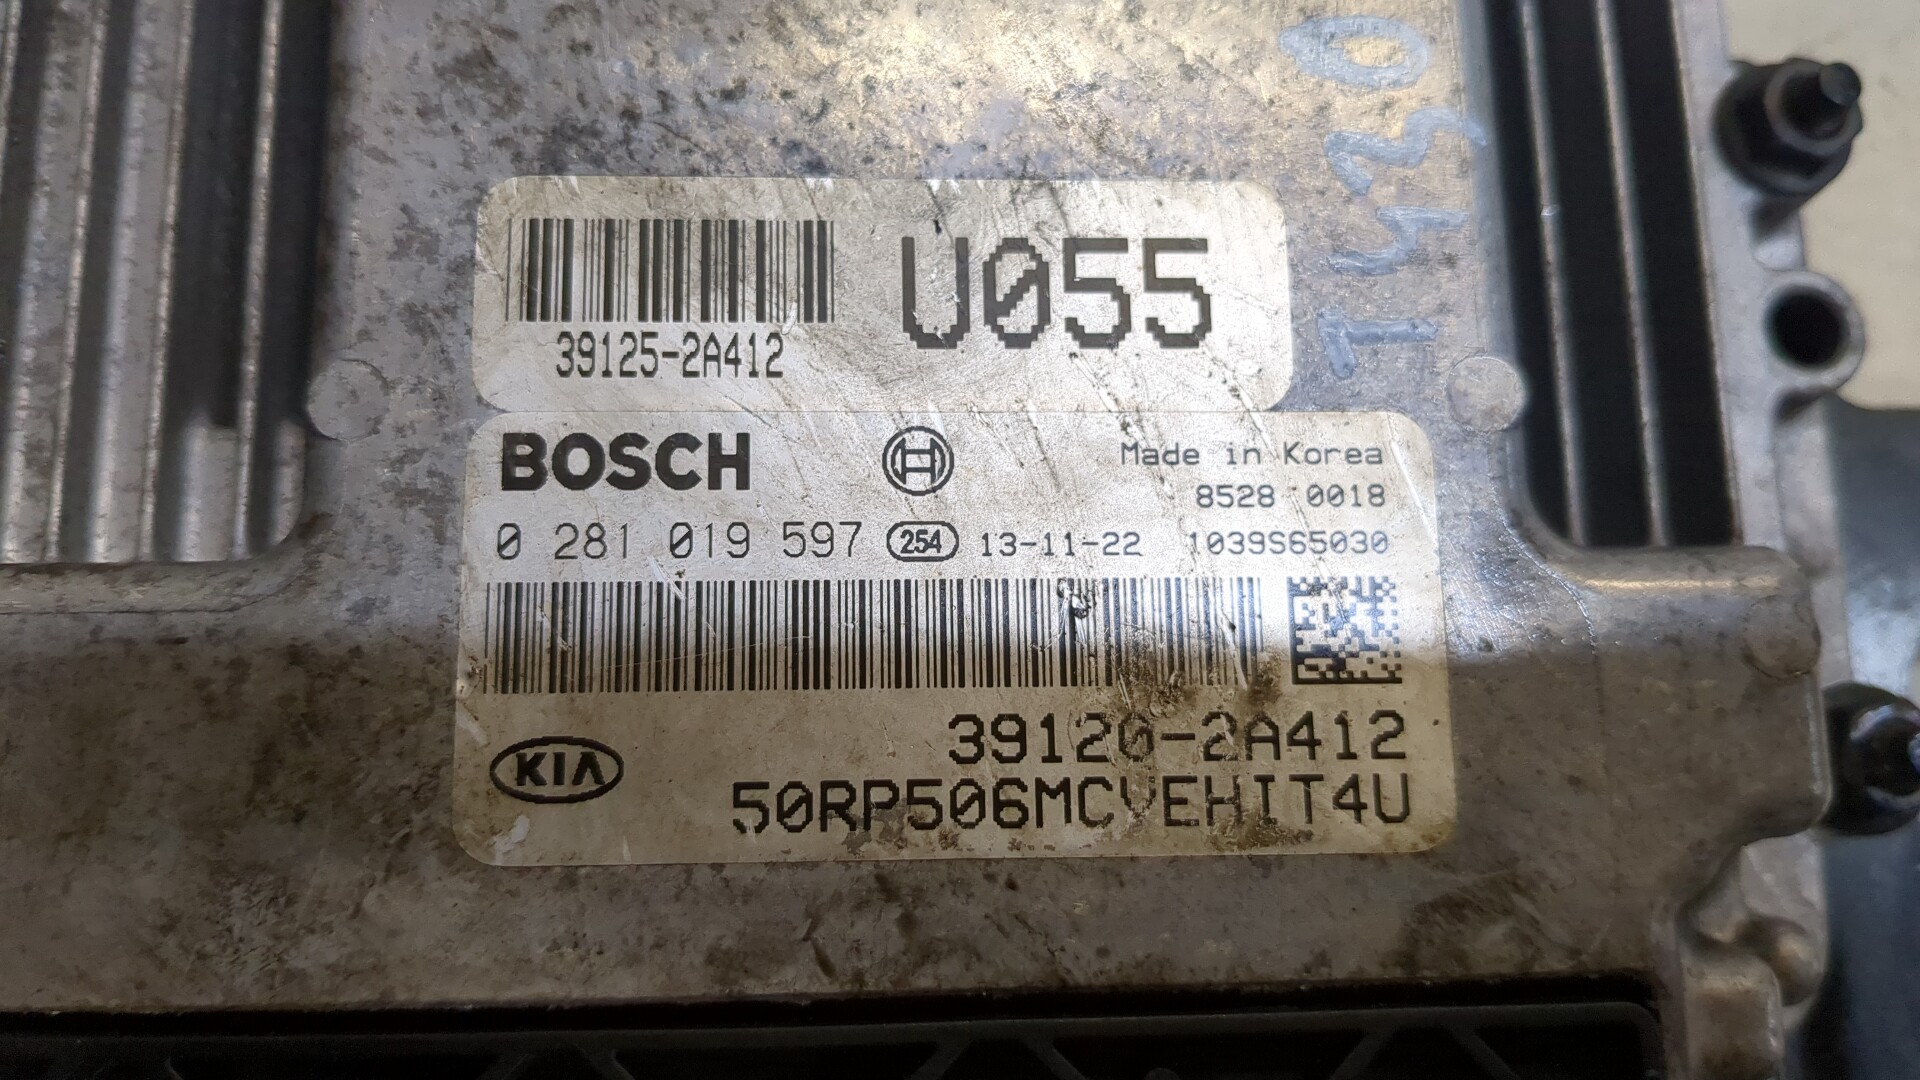 39125-2A412
U055
BOSCH
Made in Korea
8528 0018
0 281 019 597 254 13-11-22 1039S65030
39120-2A412
KIA
50RP506MCVEHIT4U
T430